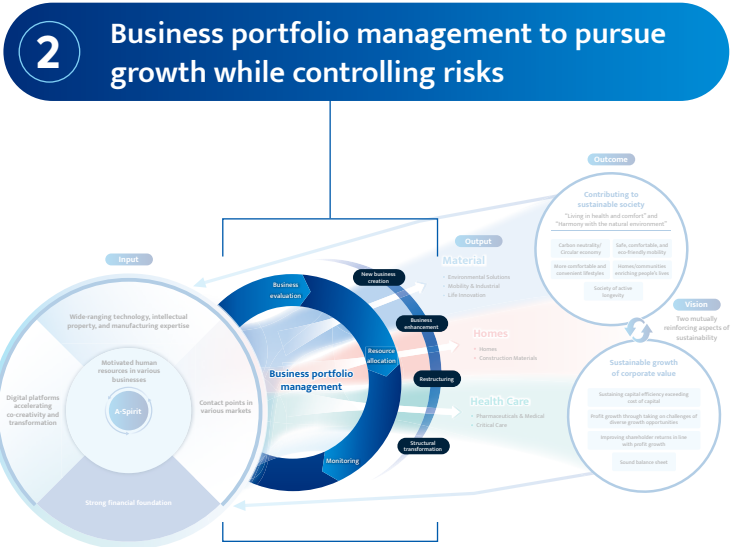 2
Business portfolio management to pursue
growth while controlling risks
Input
Wide-ranging technology, intellectual
property, and manufacturing expertise
Motivated human
resources in various
businesses
A-Spirit
Digital platforms
accelerating
co-creativity and
transformation
Contact points in
various markets
Strong financial foundation
Business
evaluation
Resource
allocation
Business portfolio
management
Monitoring
New business
creation
Business
enhancement
Restructuring
Structural
transformation
Output
Material
・ Environmental Solutions
・ Mobility & Industrial
・ Life Innovation
Homes
・ Homes
・ Construction Materials
Health Care
・ Pharmaceuticals & Medical
・ Critical Care
Outcome
Contributing to
sustainable society
"Living in health and comfort" and
"Harmony with the natural environment"
Carbon neutrality/
Circular economy
Safe, comfortable, and
eco-friendly mobility
More comfortable and
convenient lifestyles
Homes/communities
enriching people's lives
Society of active
longevity
Vision
Two mutually
reinforcing aspects of
sustainability
Sustainable growth
of corporate value
Sustaining capital efficiency exceeding
cost of capital
Profit growth through taking on challenges of
diverse growth opportunities
Improving shareholder returns in line
with profit growth
Sound balance sheet